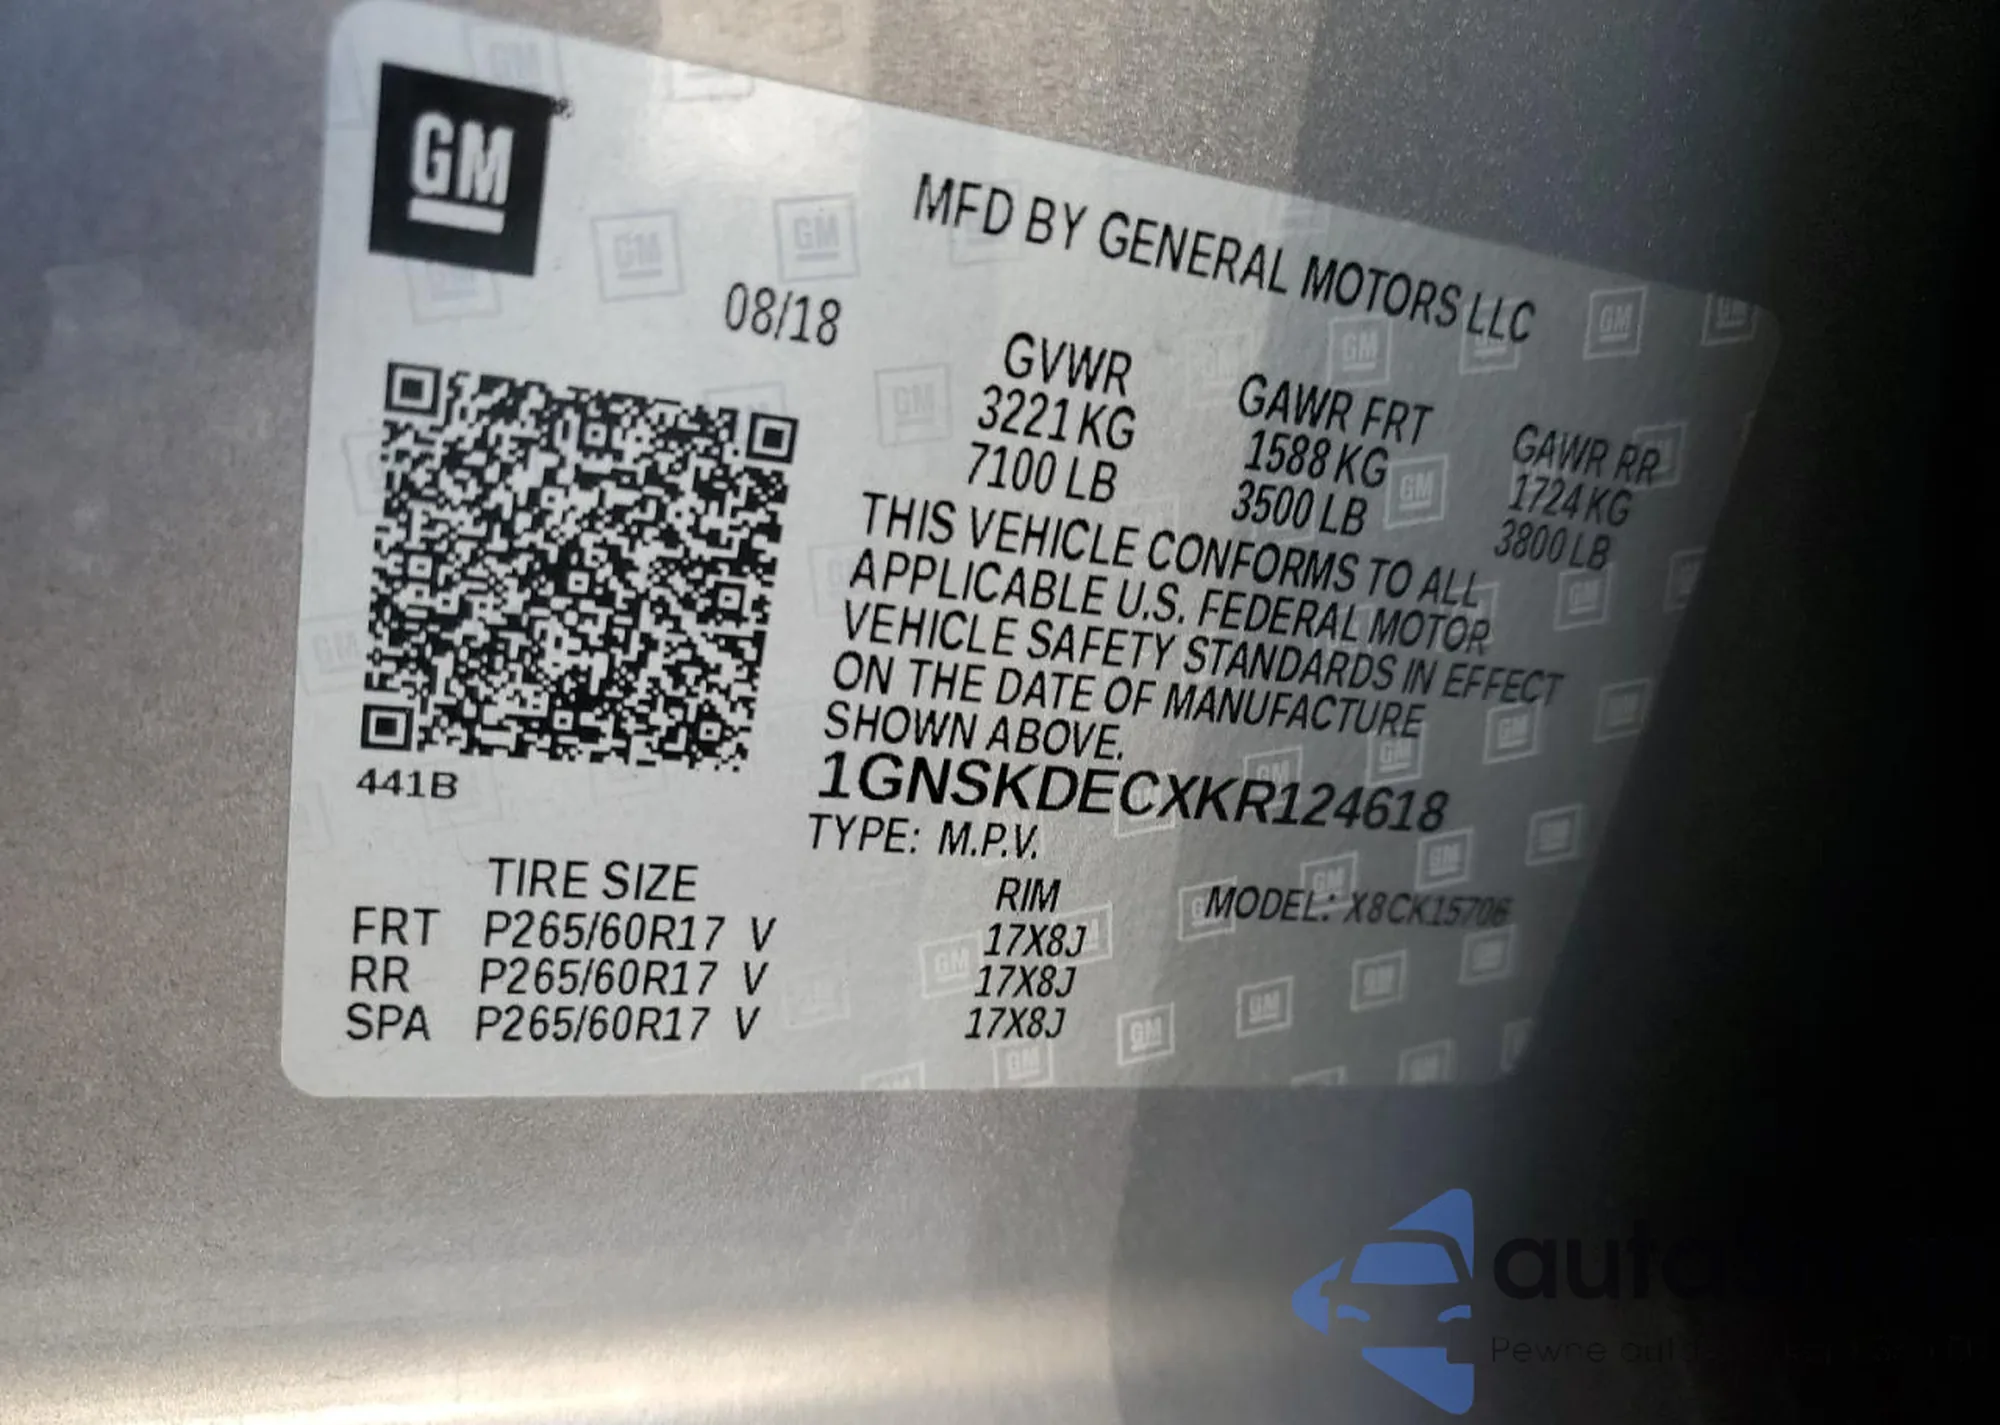 GM
MFD BY GENERAL MOTORS LLC
08/18
GVWR GAWR FRT GAWR RR
3221 KG 1588 KG 1724 KG
7100 LB 3500 LB 3800 LB
THIS VEHICLE CONFORMS TO ALL
APPLICABLE U.S. FEDERAL MOTOR
VEHICLE SAFETY STANDARDS IN EFFECT
ON THE DATE OF MANUFACTURE
SHOWN ABOVE.
441B
1GNSKDECXKR124618
TYPE: M.P.V.
TIRE SIZE RIM MODEL: X8CK15706
FRT P265/60R17 V 17X8J
RR P265/60R17 V 17X8J
SPA P265/60R17 V 17X8J
Pewne